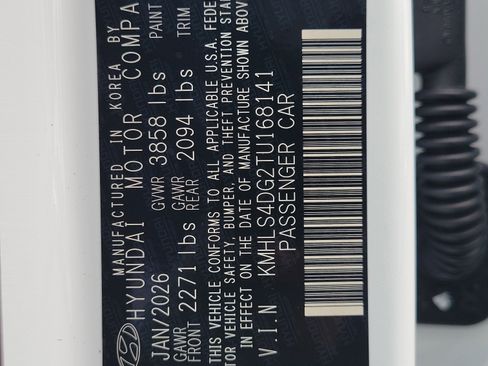 MANUFACTURED IN KOREA BY
HYUNDAI MOTOR COMPA
JAN/2026 GVWR 3858 lbs PAINT
GAWR FRONT 2271 lbs GAWR REAR 2094 lbs TRIM
THIS VEHICLE CONFORMS TO ALL APPLICABLE U.S.A. FEDE
TOR VEHICLE SAFETY, BUMPER, AND THEFT PREVENTION STA
IN EFFECT ON THE DATE OF MANUFACTURE SHOWN ABOV
V.I.N KMHLS4DG2TU168141
PASSENGER CAR